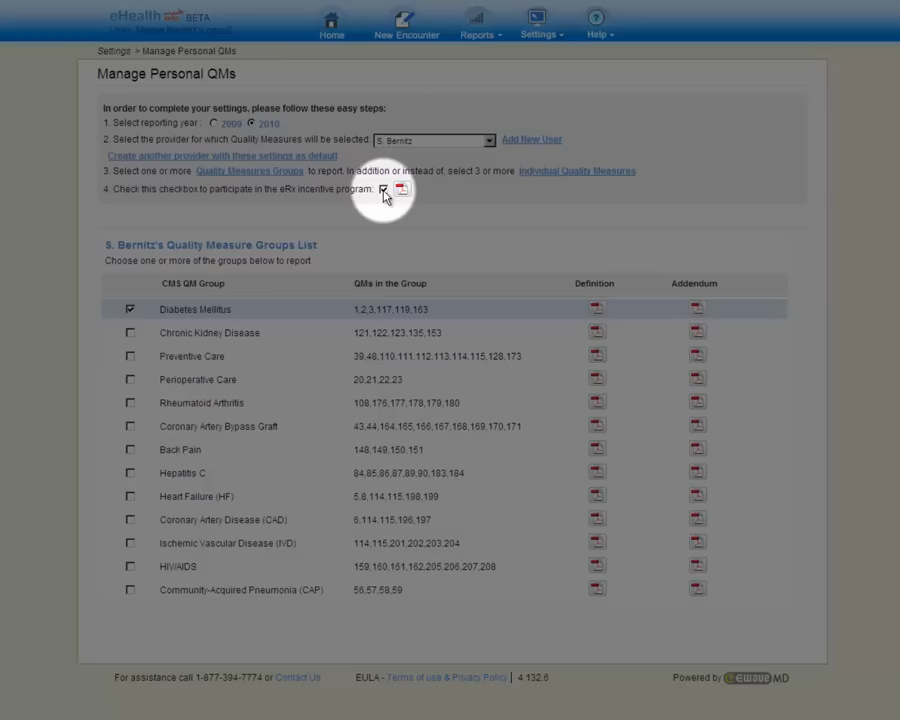 eHealth BETA
Home
New Encounter
Reports
Settings
Help
Settings > Manage Personal QMs
Manage Personal QMs
In order to complete your settings, please follow these easy steps:
1. Select reporting year: 2009 2010
2. Select the provider for which Quality Measures will be selected: S. Bernitz Add New User
Create another provider with these settings as default
3. Select one or more Quality Measures Groups to report. In addition or instead of, select 3 or more Individual Quality Measures
4. Check this checkbox to participate in the eRx incentive program:
S. Bernitz's Quality Measure Groups List
Choose one or more of the groups below to report
CMS QM Group QMs in the Group Definition Addendum
Diabetes Mellitus 1,2,3,117,119,163
Chronic Kidney Disease 121,122,123,135,153
Preventive Care 39,48,110,111,112,113,114,115,128,173
Perioperative Care 20,21,22,23
Rheumatoid Arthritis 108,176,177,178,179,180
Coronary Artery Bypass Graft 43,44,164,165,166,167,168,169,170,171
Back Pain 148,149,150,151
Hepatitis C 84,85,86,87,89,90,183,184
Heart Failure (HF) 5,8,114,115,198,199
Coronary Artery Disease (CAD) 6,114,115,196,197
Ischemic Vascular Disease (IVD) 114,115,201,202,203,204
HIV/AIDS 159,160,161,162,205,206,207,208
Community-Acquired Pneumonia (CAP) 56,57,58,59
For assistance call 1-877-394-7774 or Contact Us EULA - Terms of use & Privacy Policy | 4.132.6 Powered by ewaveMD